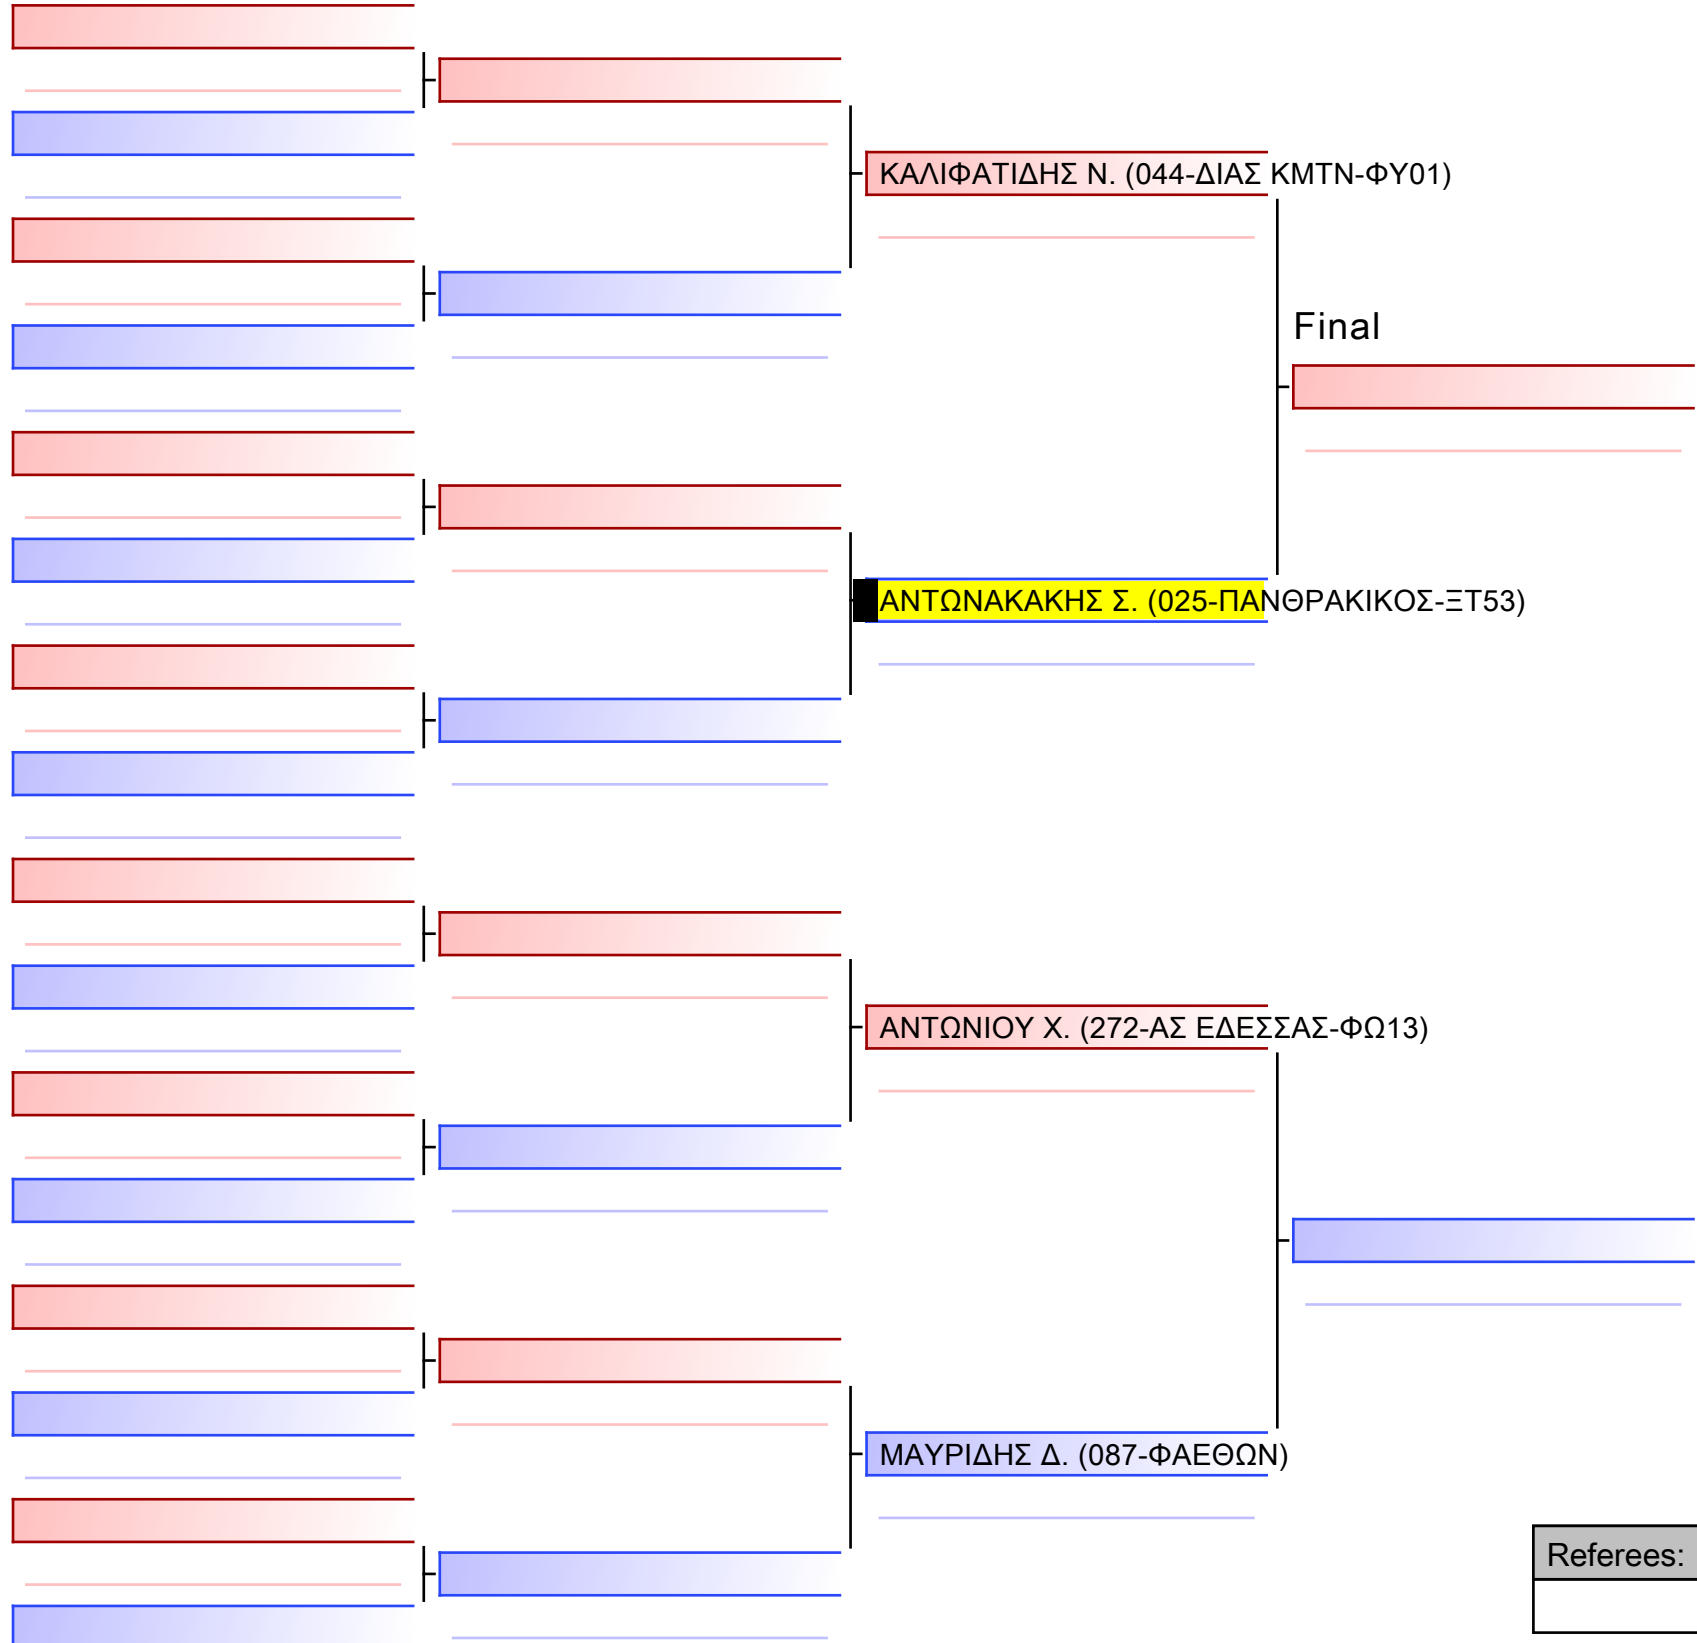 ΚΑΛΙΦΑΤΙΔΗΣ Ν. (044-ΔΙΑΣ ΚΜΤΝ-ΦΥ01)
Final
ΑΝΤΩΝΑΚΑΚΗΣ Σ. (025-ΠΑΝΘΡΑΚΙΚΟΣ-ΞΤ53)
ΑΝΤΩΝΙΟΥ Χ. (272-ΑΣ ΕΔΕΣΣΑΣ-ΦΩ13)
ΜΑΥΡΙΔΗΣ Δ. (087-ΦΑΕΘΩΝ)
Referees: